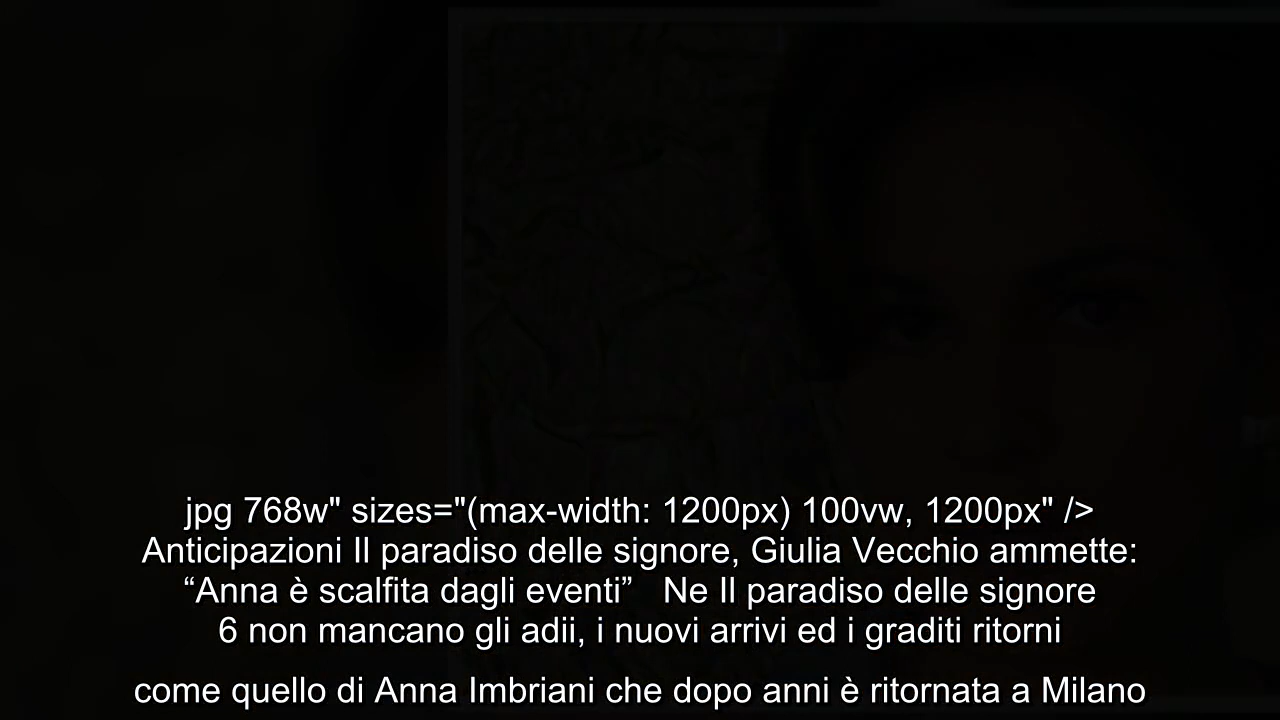 jpg 768w" sizes="(max-width: 1200px) 100vw, 1200px" />
Anticipazioni Il paradiso delle signore, Giulia Vecchio ammette:
“Anna è scalfita dagli eventi”   Ne Il paradiso delle signore
6 non mancano gli adii, i nuovi arrivi ed i graditi ritorni
come quello di Anna Imbriani che dopo anni è ritornata a Milano